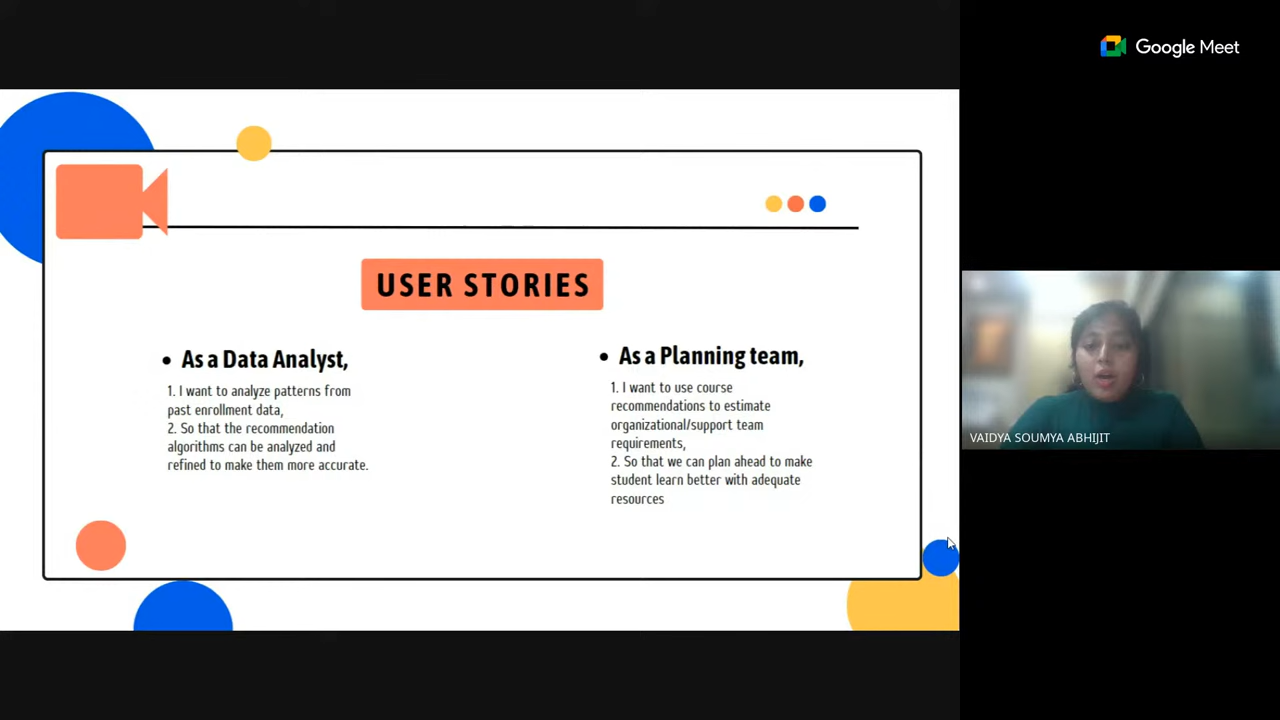 Google Meet
USER STORIES
• As a Data Analyst,
1. I want to analyze patterns from
past enrollment data,
2. So that the recommendation
algorithms can be analyzed and
refined to make them more accurate.
• As a Planning team,
1. I want to use course
recommendations to estimate
organizational/support team
requirements,
2. So that we can plan ahead to make
student learn better with adequate
resources
VAIDYA SOUMYA ABHIJIT